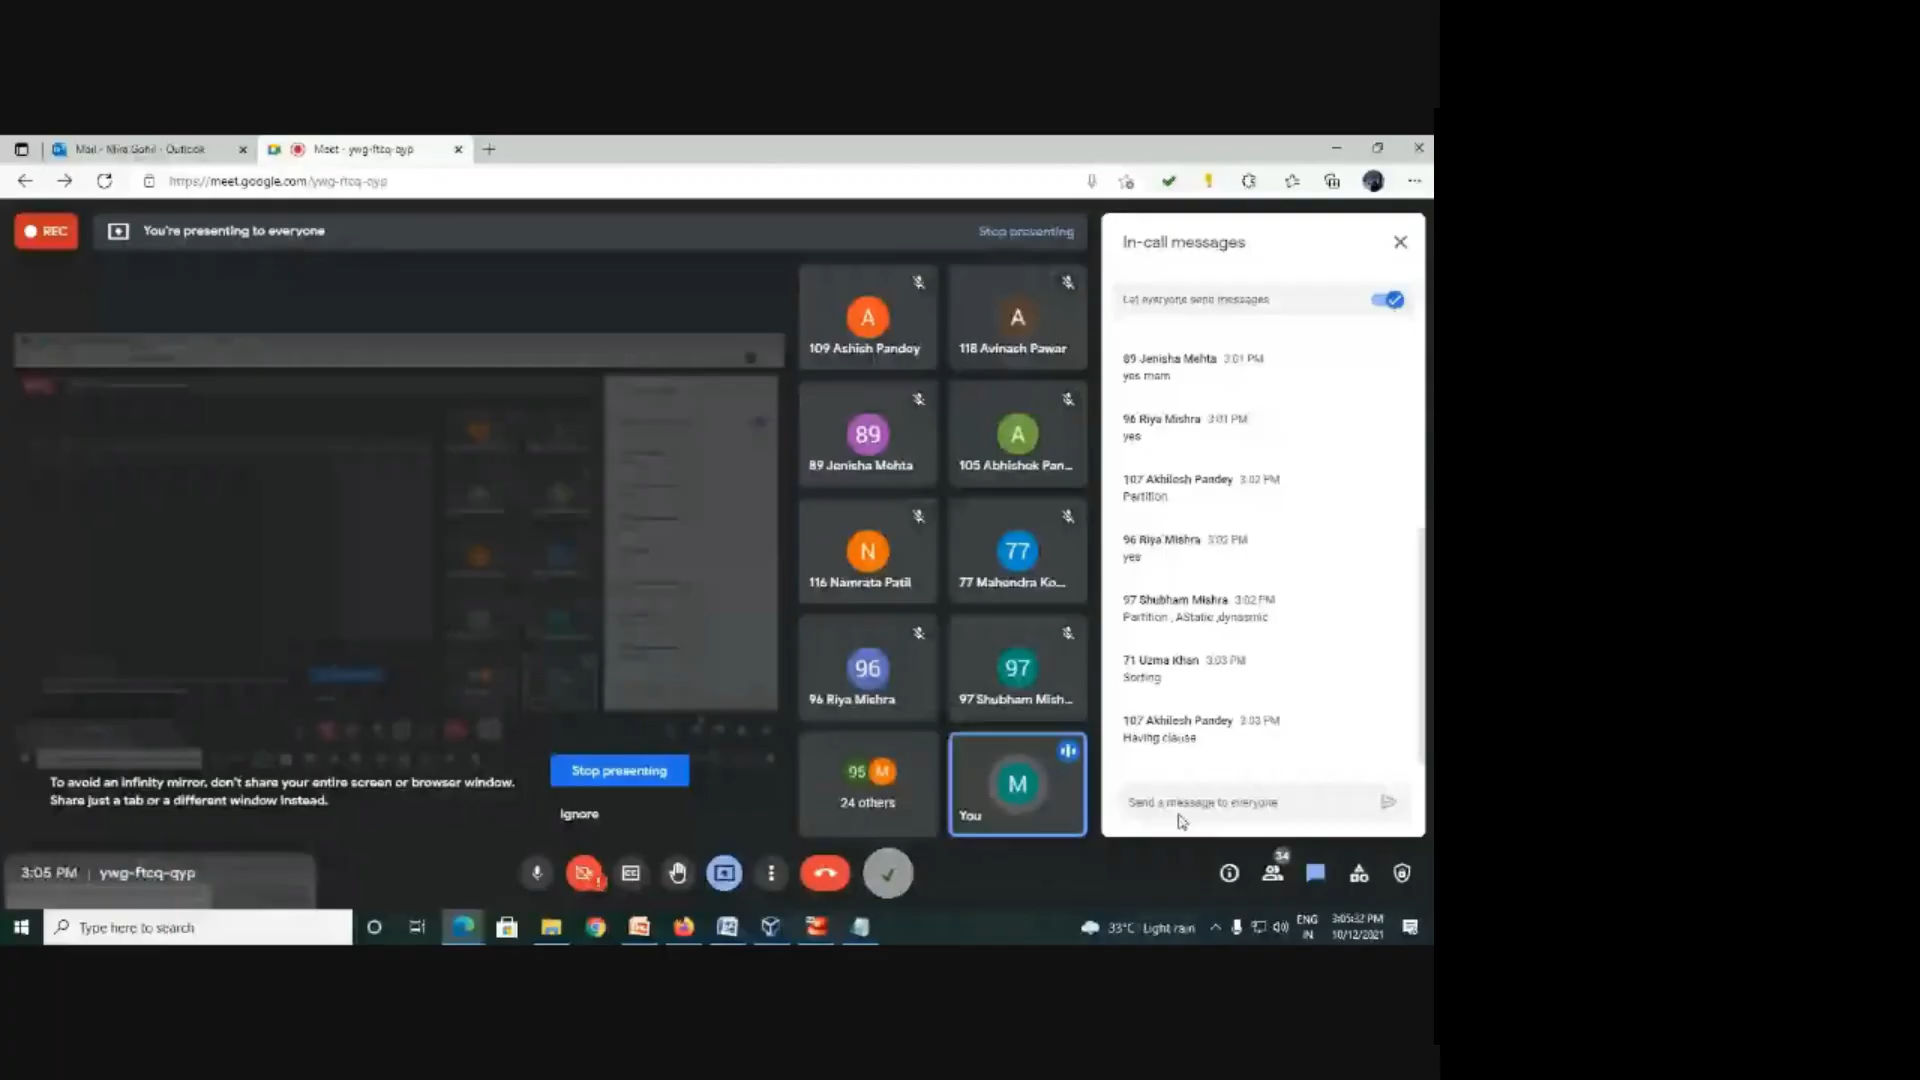 Mail - Mira Gohil - Outlook
Meet - ywg-ftcq-qyp
https://meet.google.com/ywg-ftcq-qyp
REC
You're presenting to everyone
Stop presenting
In-call messages
Let everyone send messages
A
109 Ashish Pandey
A
118 Avinash Pawar
89
89 Jenisha Mehta
A
105 Abhishek Pan...
N
116 Namrata Patil
77
77 Mahendra Ko...
96
96 Riya Mishra
97
97 Shubham Mish...
95 M
24 others
M
You
89 Jenisha Mehta 3:01 PM
yes mam
96 Riya Mishra 3:01 PM
yes
107 Akhilesh Pandey 3:02 PM
Partition
96 Riya Mishra 3:02 PM
yes
97 Shubham Mishra 3:02 PM
Partition , AStatic ,dynasmic
71 Uzma Khan 3:03 PM
Sorting
107 Akhilesh Pandey 3:03 PM
Having clause
Send a message to everyone
To avoid an infinity mirror, don't share your entire screen or browser window.
Share just a tab or a different window instead.
Stop presenting
Ignore
3:05 PM | ywg-ftcq-qyp
34
Type here to search
33°C Light rain
ENG
IN
3:05:32 PM
10/12/2021